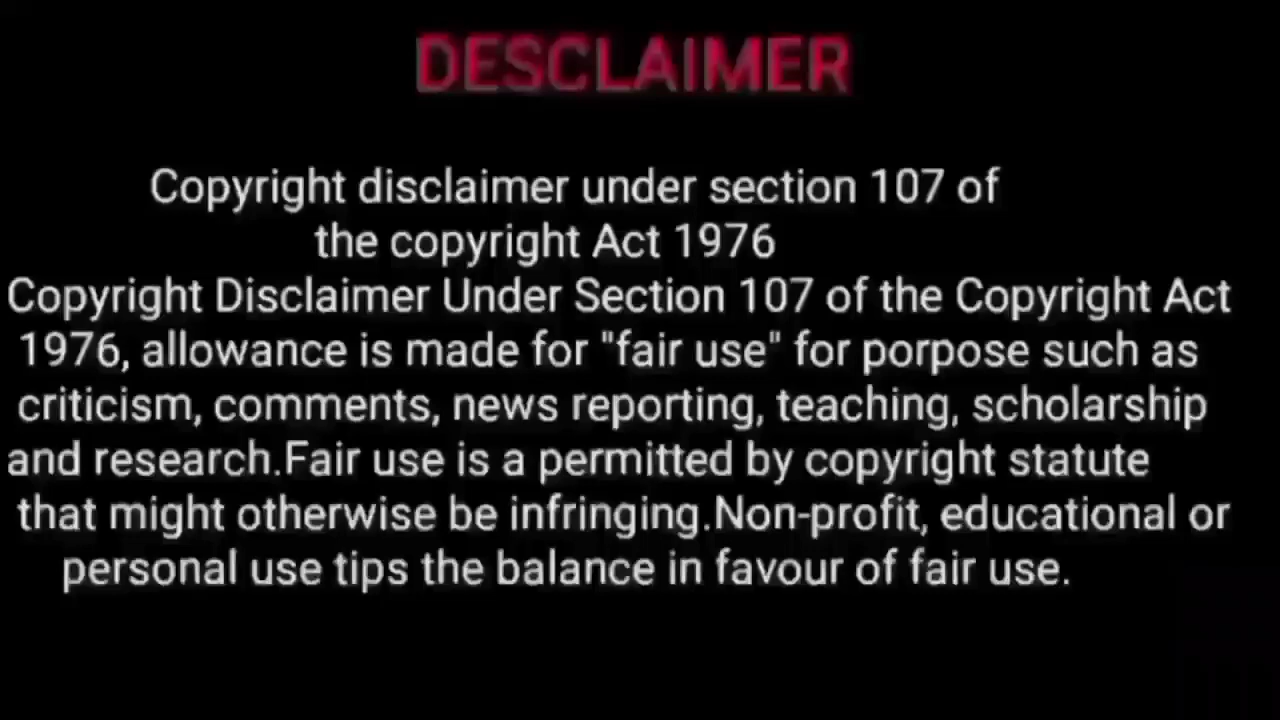 DESCLAIMER
Copyright disclaimer under section 107 of
the copyright Act 1976
Copyright Disclaimer Under Section 107 of the Copyright Act
1976, allowance is made for "fair use" for porpose such as
criticism, comments, news reporting, teaching, scholarship
and research.Fair use is a permitted by copyright statute
that might otherwise be infringing.Non-profit, educational or
personal use tips the balance in favour of fair use.